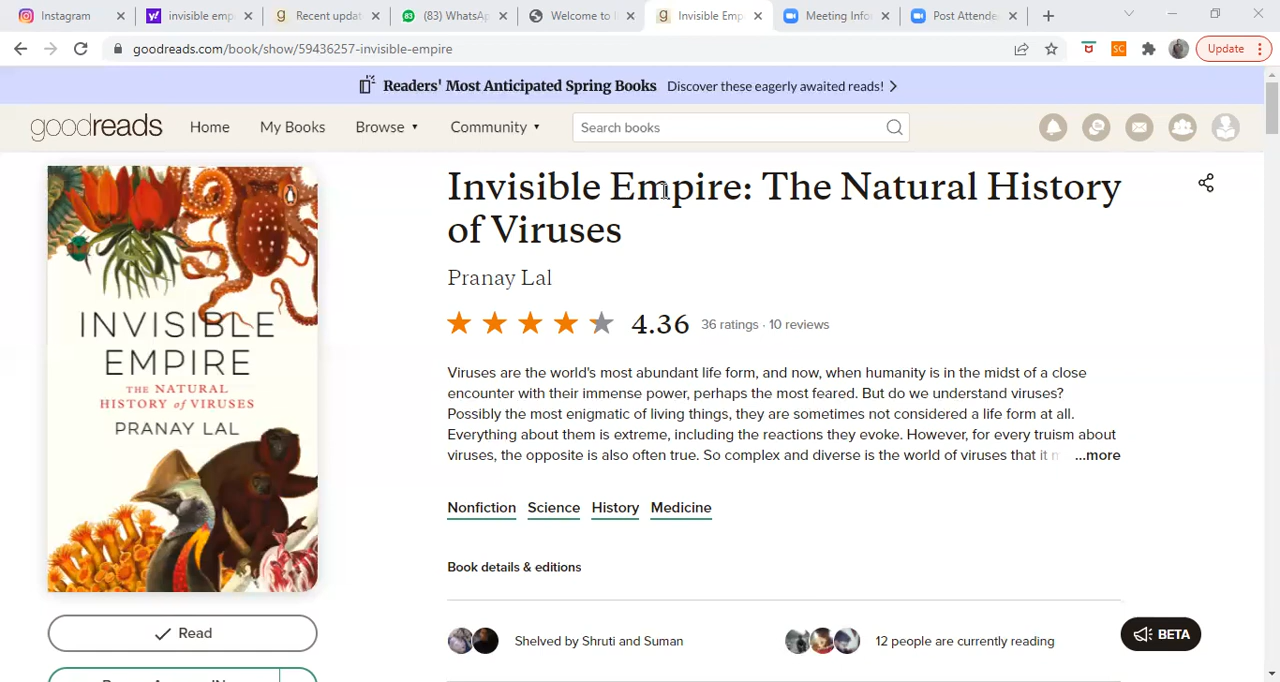 Instagram
invisible emp
Recent updat
(83) WhatsAp
Welcome to I
Invisible Emp
Meeting Info
Post Attende
goodreads.com/book/show/59436257-invisible-empire
SC
Update
Readers' Most Anticipated Spring Books Discover these eagerly awaited reads!
goodreads
Home
My Books
Browse
Community
Search books
INVISIBLE
EMPIRE
THE NATURAL
HISTORY of VIRUSES
PRANAY LAL
Read
Invisible Empire: The Natural History
of Viruses
Pranay Lal
4.36 36 ratings · 10 reviews
Viruses are the world's most abundant life form, and now, when humanity is in the midst of a close
encounter with their immense power, perhaps the most feared. But do we understand viruses?
Possibly the most enigmatic of living things, they are sometimes not considered a life form at all.
Everything about them is extreme, including the reactions they evoke. However, for every truism about
viruses, the opposite is also often true. So complex and diverse is the world of viruses that it m ...more
Nonfiction Science History Medicine
Book details & editions
Shelved by Shruti and Suman
12 people are currently reading
BETA